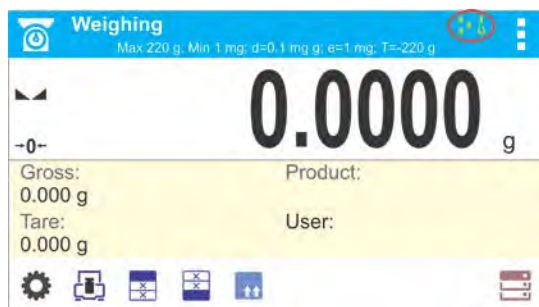 Weighing
Max 220 g; Min 1 mg; d=0.1 mg g; e=1 mg; T=-220 g
0.0000 g
→0←
Gross:
0.000 g
Product:
Tare:
0.000 g
User: